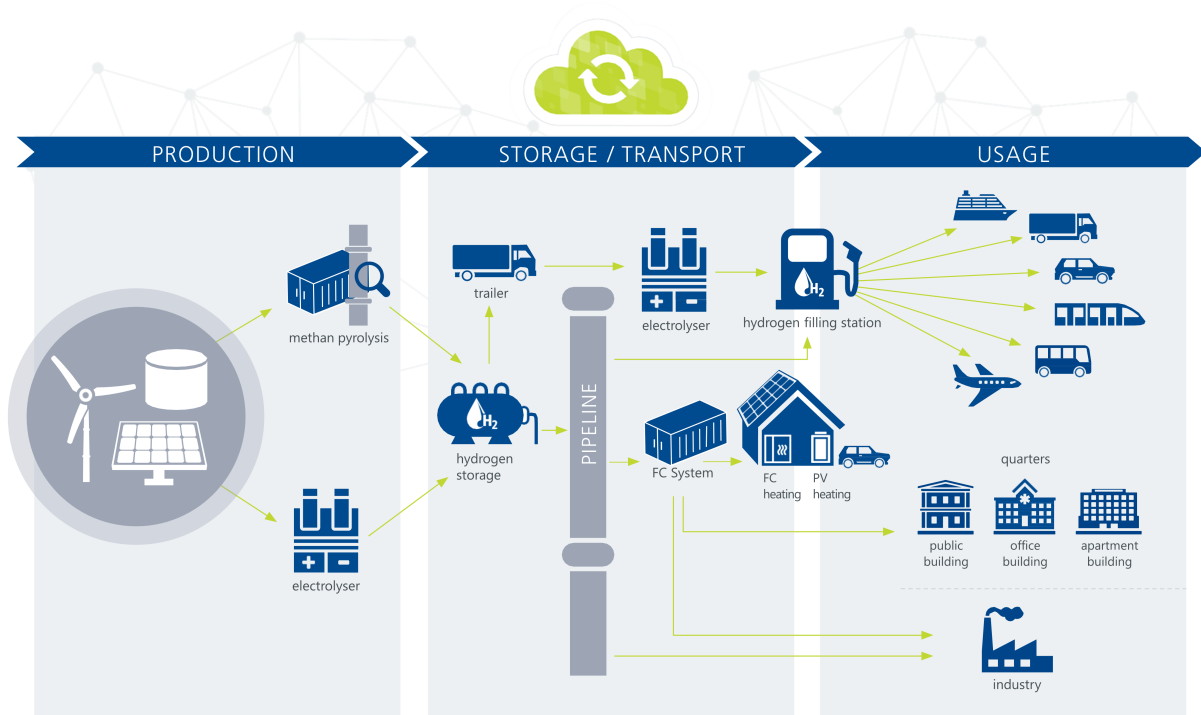 PRODUCTION
STORAGE / TRANSPORT
USAGE
methan pyrolysis
trailer
electrolyser
H2
hydrogen filling station
H2
hydrogen
storage
PIPELINE
FC System
FC
heating
PV
heating
electrolyser
quarters
public
building
office
building
apartment
building
industry